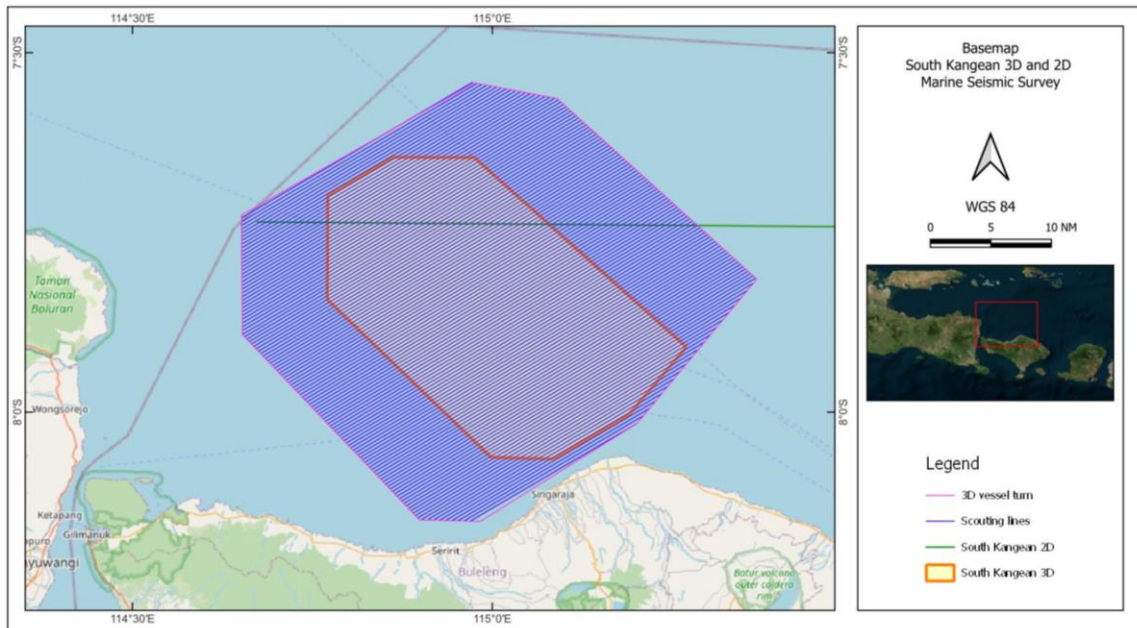 114°30'E
115°0'E
7°30'S
7°30'S
8°0'S
8°0'S
114°30'E
115°0'E
Taman
Nasional
Baluran
Wongsorejo
Ketapang
Gilimanuk
puro
yuwangi
Singaraja
Seririt
Buleleng
Batur volcano
outer caldera
rim
Basemap
South Kangean 3D and 2D
Marine Seismic Survey
WGS 84
0 5 10 NM
Legend
3D vessel turn
Scouting lines
South Kangean 2D
South Kangean 3D